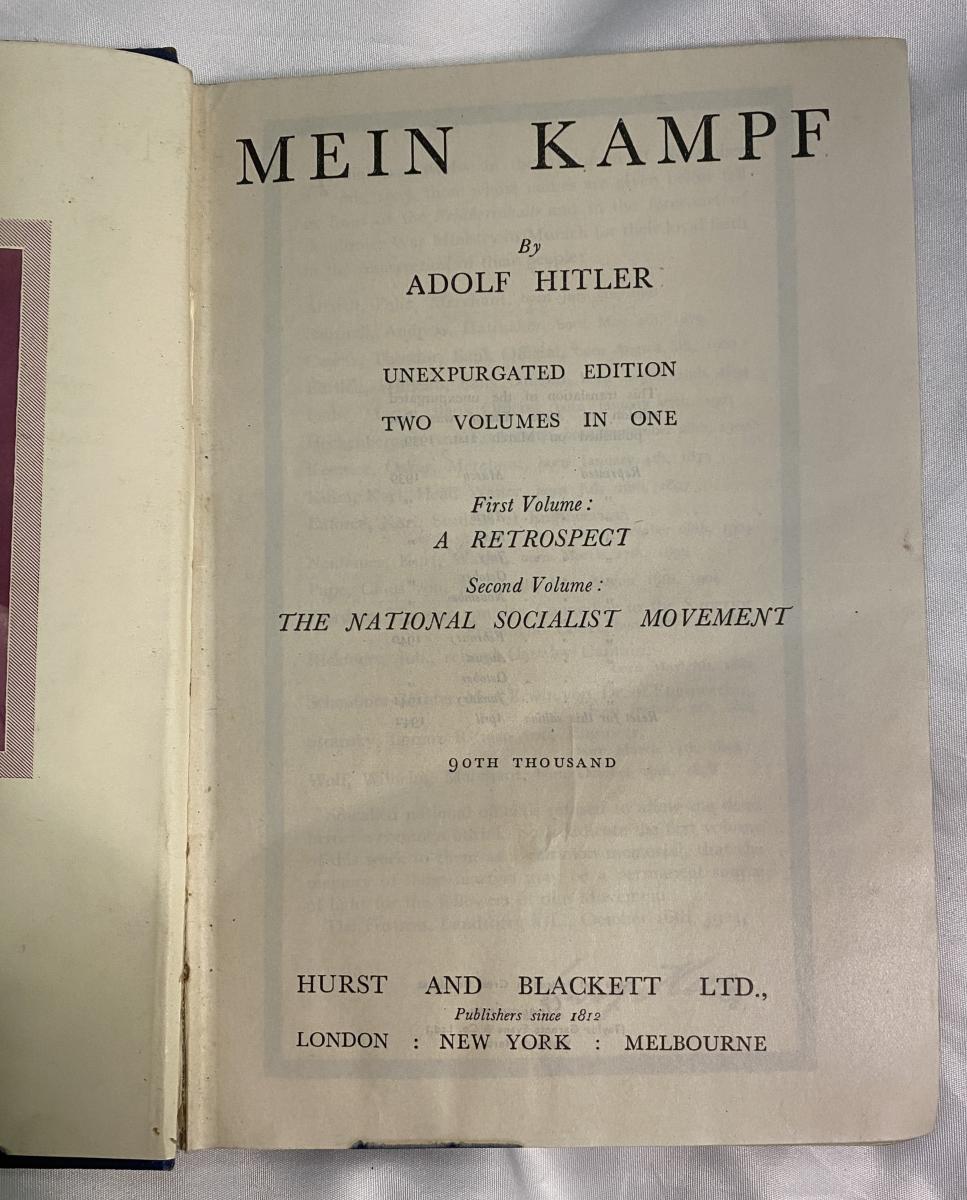 MEIN KAMPF
By
ADOLF HITLER
UNEXPURGATED EDITION
TWO VOLUMES IN ONE
First Volume:
A RETROSPECT
Second Volume:
THE NATIONAL SOCIALIST MOVEMENT
90TH THOUSAND
HURST AND BLACKETT LTD.,
Publishers since 1812
LONDON : NEW YORK : MELBOURNE